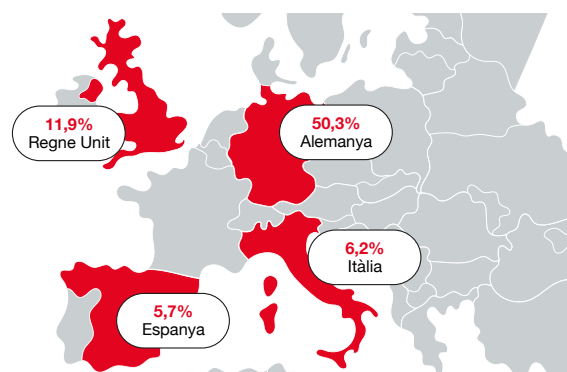 11,9%
Regne Unit
50,3%
Alemanya
6,2%
Itàlia
5,7%
Espanya